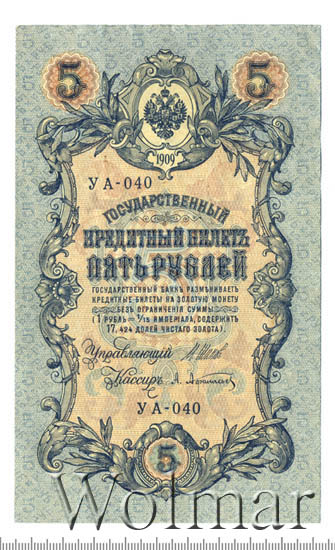 5 5
1909
УА-040
ГОСУДАРСТВЕННЫЙ
КРЕДИТНЫЙ БИЛЕТЪ
ПЯТЬ РУБЛЕЙ
ГОСУДАРСТВЕННЫЙ БАНКЪ РАЗМѢНИВАЕТЪ
КРЕДИТНЫЕ БИЛЕТЫ НА ЗОЛОТУЮ МОНЕТУ
БЕЗЪ ОГРАНИЧЕНІЯ СУММЫ
(1 РУБЛЬ = 1/15 ИМПЕРІАЛА, СОДЕРЖИТЪ
17,424 ДОЛЕЙ ЧИСТАГО ЗОЛОТА).
Управляющій
Кассиръ
УА-040
5
Wolmar